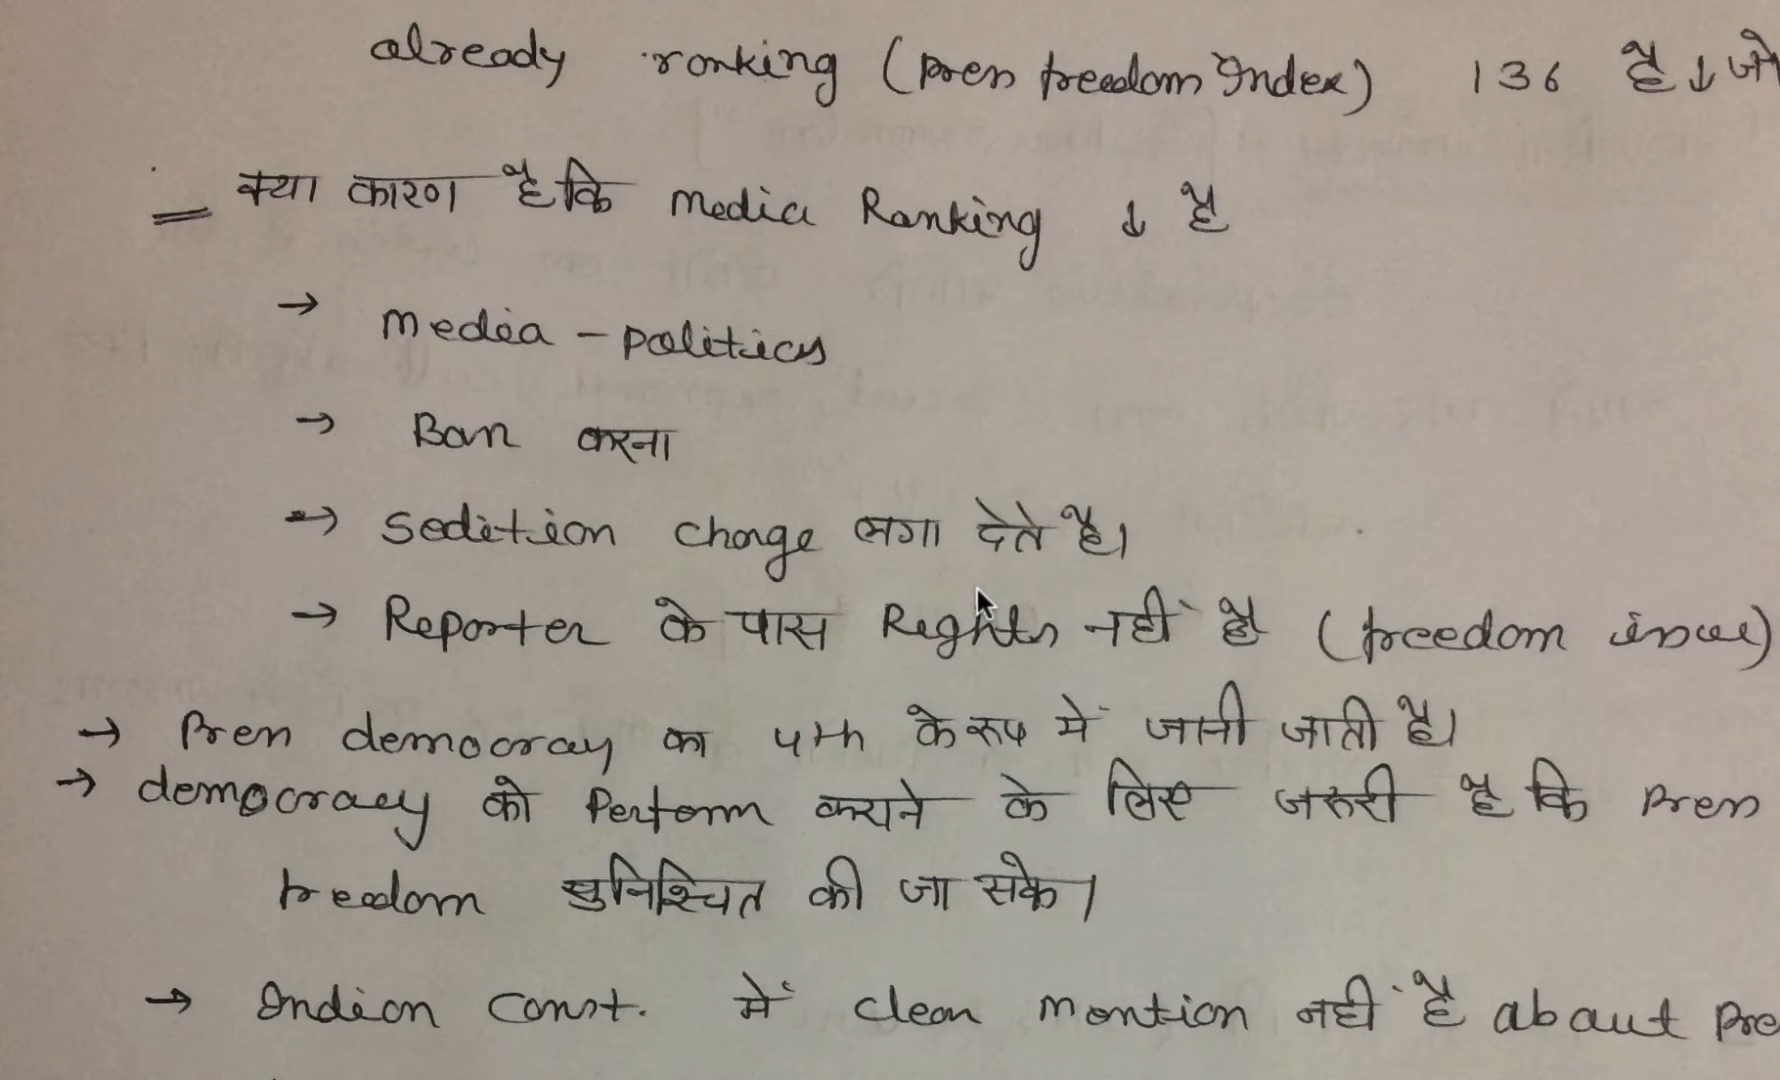 already ranking (Press freedom Index) 136 है ↓ जो
= क्या कारण है कि Media Ranking ↓ है
→ Media - politics
→ Ban करना
→ Sedition charge लगा देते है।
→ Reporter के पास Rights नहीं है (freedom issue)
→ Press democracy का 4th के रूप में जानी जाती है।
→ democracy को Perform कराने के लिए जरूरी है कि Press
freedom सुनिश्चित की जा सके।
→ Indian Const. में clear mention नहीं है about Pre